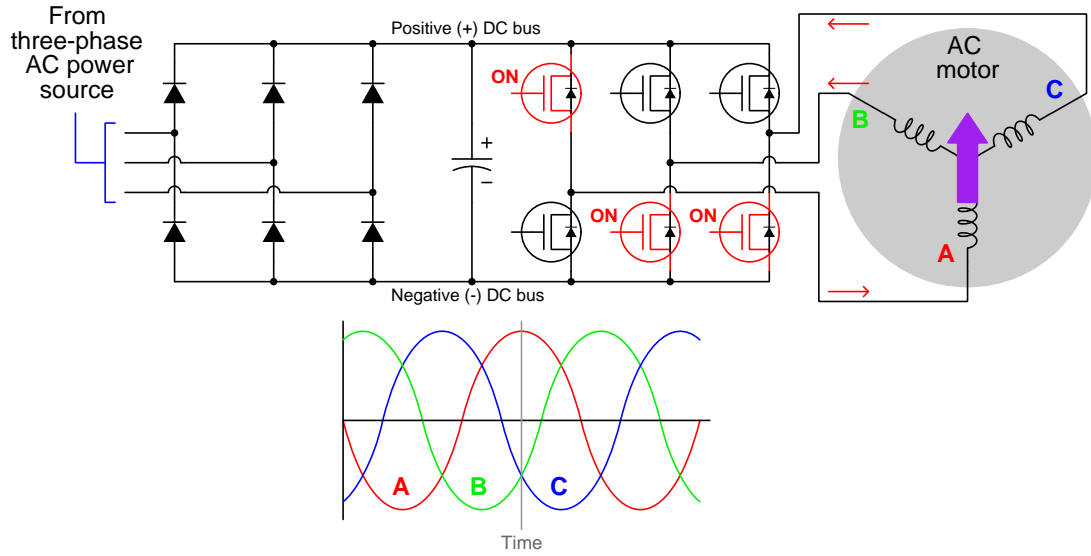 From
three-phase
AC power
source
Positive (+) DC bus
ON
AC
motor
C
B
+
−
ON
ON
A
Negative (-) DC bus
A
B
C
Time